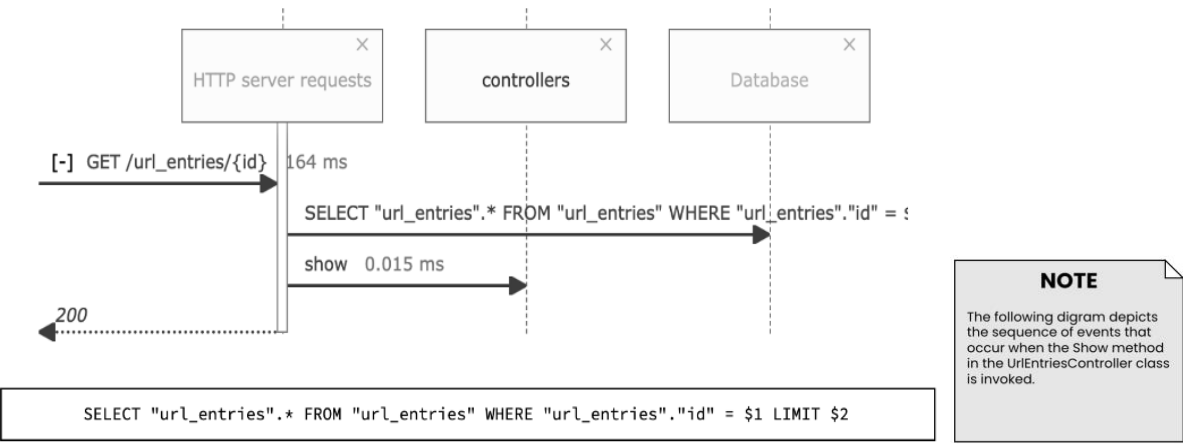 HTTP server requests
controllers
Database
[-] GET /url_entries/{id} 164 ms
SELECT "url_entries".* FROM "url_entries" WHERE "url_entries"."id" =
show 0.015 ms
200
NOTE
The following digram depicts
the sequence of events that
occur when the Show method
in the UrlEntriesController class
is invoked.
SELECT "url_entries".* FROM "url_entries" WHERE "url_entries"."id" = $1 LIMIT $2